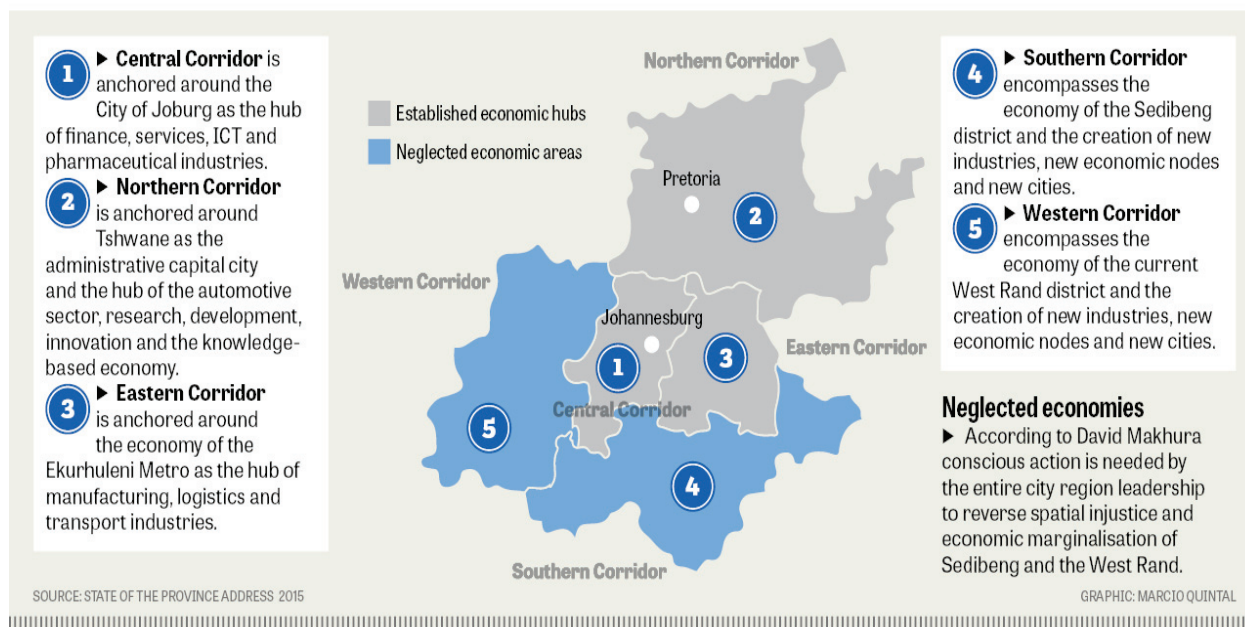 1 ▶ Central Corridor is
anchored around the
City of Joburg as the hub
of finance, services, ICT and
pharmaceutical industries.
2 ▶ Northern Corridor
is anchored around
Tshwane as the
administrative capital city
and the hub of the automotive
sector, research, development,
innovation and the knowledge-
based economy.
3 ▶ Eastern Corridor
is anchored around
the economy of the
Ekurhuleni Metro as the hub of
manufacturing, logistics and
transport industries.
Established economic hubs
Neglected economic areas
Northern Corridor
Pretoria
2
Western Corridor
Johannesburg
Eastern Corridor
1
3
Central Corridor
5
4
Southern Corridor
4 ▶ Southern Corridor
encompasses the
economy of the Sedibeng
district and the creation of new
industries, new economic nodes
and new cities.
5 ▶ Western Corridor
encompasses the
economy of the current
West Rand district and the
creation of new industries, new
economic nodes and new cities.
Neglected economies
▶ According to David Makhura
conscious action is needed by
the entire city region leadership
to reverse spatial injustice and
economic marginalisation of
Sedibeng and the West Rand.
SOURCE: STATE OF THE PROVINCE ADDRESS 2015
GRAPHIC: MARCIO QUINTAL